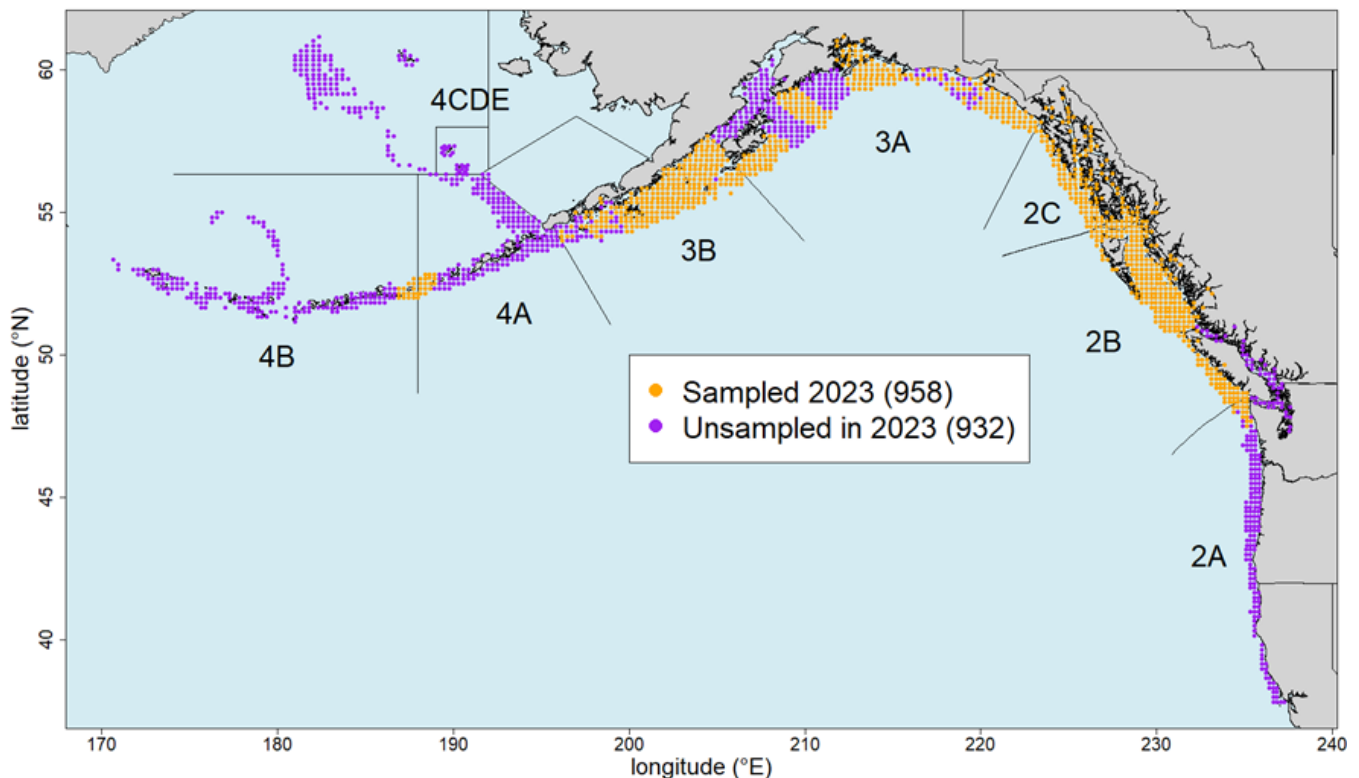 60
55
50
45
40
latitude (°N)
4CDE
3A
3B
2C
4A
4B
2B
2A
Sampled 2023 (958)
Unsampled in 2023 (932)
170
180
190
200
210
220
230
240
longitude (°E)